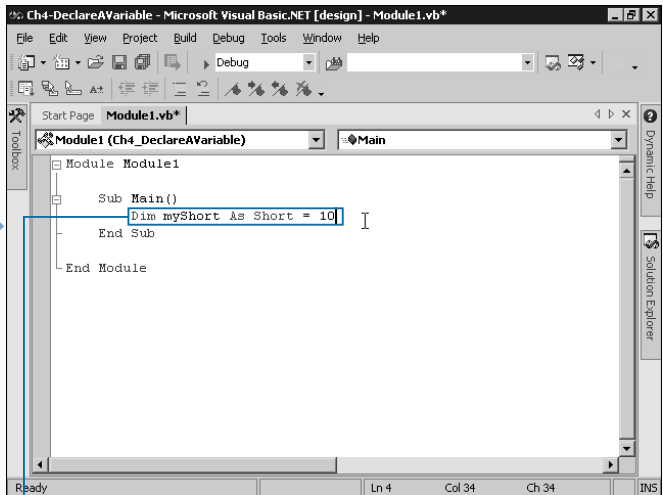 Ch4-DeclareAVariable - Microsoft Visual Basic.NET [design] - Module1.vb*
File Edit View Project Build Debug Tools Window Help
Debug
Start Page Module1.vb*
Module1 (Ch4_DeclareAVariable) Main
Toolbox
Module Module1
Sub Main()
Dim myShort As Short = 10
End Sub
End Module
Dynamic Help
Solution Explorer
Ready Ln 4 Col 34 Ch 34 INS